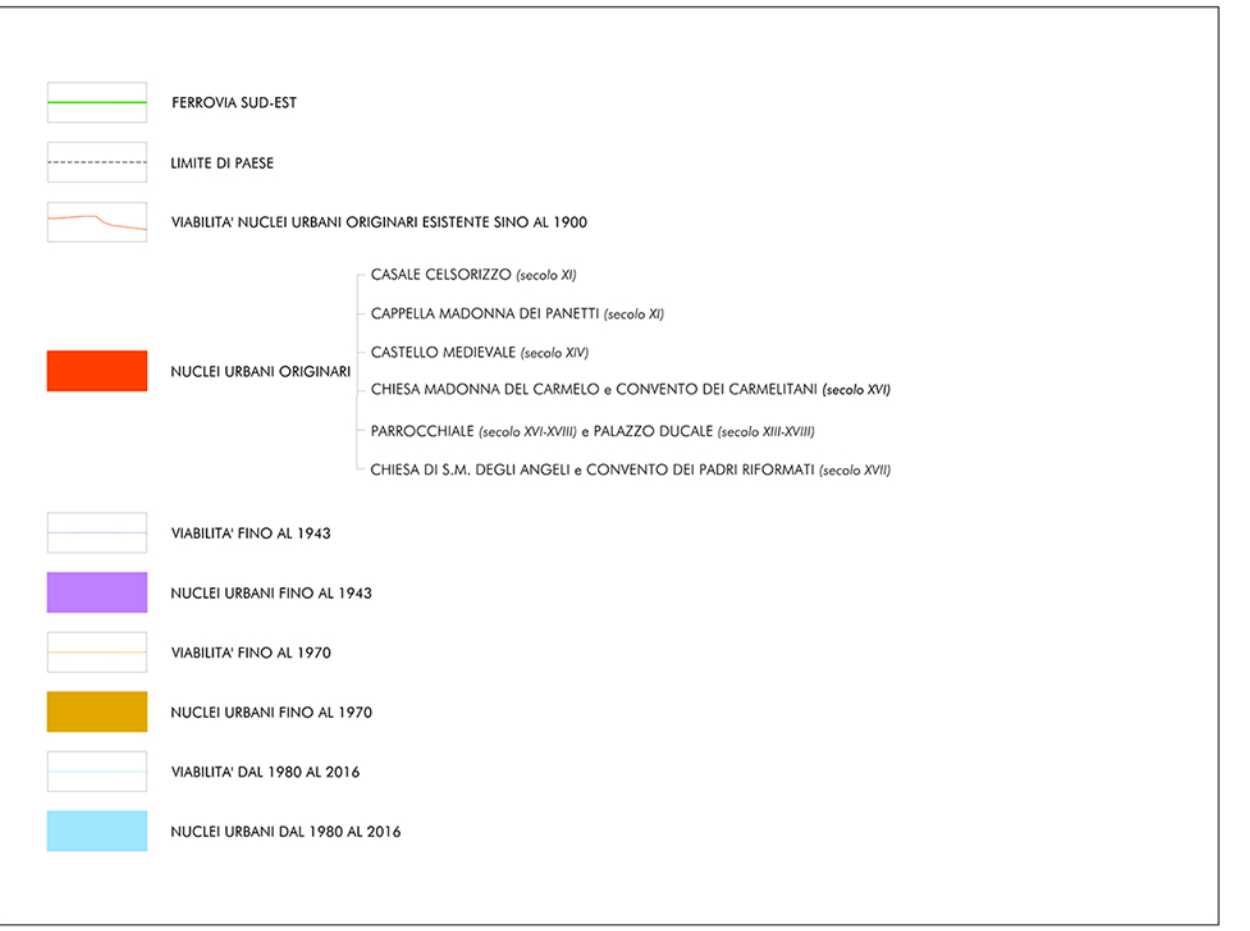 FERROVIA SUD-EST
LIMITE DI PAESE
VIABILITA' NUCLEI URBANI ORIGINARI ESISTENTE SINO AL 1900
NUCLEI URBANI ORIGINARI
CASALE CELSORIZZO (secolo XI)
CAPPELLA MADONNA DEI PANETTI (secolo XI)
CASTELLO MEDIEVALE (secolo XIV)
CHIESA MADONNA DEL CARMELO e CONVENTO DEI CARMELITANI (secolo XVI)
PARROCCHIALE (secolo XVI-XVIII) e PALAZZO DUCALE (secolo XIII-XVIII)
CHIESA DI S.M. DEGLI ANGELI e CONVENTO DEI PADRI RIFORMATI (secolo XVII)
VIABILITA' FINO AL 1943
NUCLEI URBANI FINO AL 1943
VIABILITA' FINO AL 1970
NUCLEI URBANI FINO AL 1970
VIABILITA' DAL 1980 AL 2016
NUCLEI URBANI DAL 1980 AL 2016